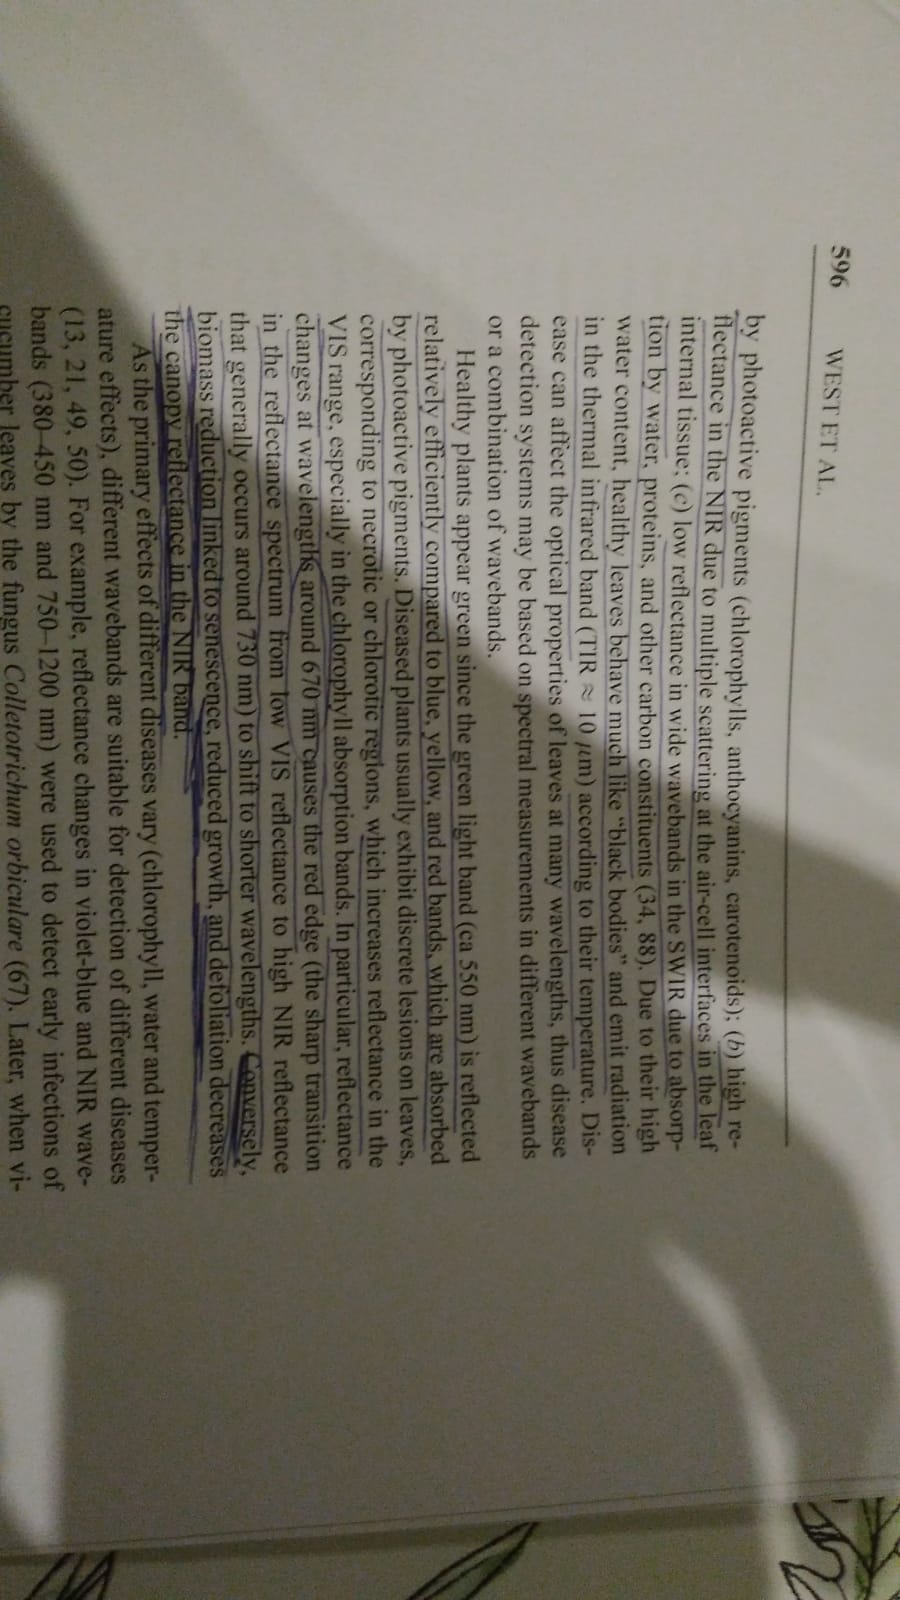 596 WEST ET AL.
by photoactive pigments (chlorophylls, anthocyanins, carotenoids); (b) high re-
flectance in the NIR due to multiple scattering at the air-cell interfaces in the leaf
internal tissue; (c) low reflectance in wide wavebands in the SWIR due to absorp-
tion by water, proteins, and other carbon constituents (34, 88). Due to their high
water content, healthy leaves behave much like “black bodies” and emit radiation
in the thermal infrared band (TIR ≈ 10 μm) according to their temperature. Dis-
ease can affect the optical properties of leaves at many wavelengths, thus disease
detection systems may be based on spectral measurements in different wavebands
or a combination of wavebands.
Healthy plants appear green since the green light band (ca 550 nm) is reflected
relatively efficiently compared to blue, yellow, and red bands, which are absorbed
by photoactive pigments. Diseased plants usually exhibit discrete lesions on leaves,
corresponding to necrotic or chlorotic regions, which increases reflectance in the
VIS range, especially in the chlorophyll absorption bands. In particular, reflectance
changes at wavelengths around 670 nm causes the red edge (the sharp transition
in the reflectance spectrum from low VIS reflectance to high NIR reflectance
that generally occurs around 730 nm) to shift to shorter wavelengths. Conversely,
biomass reduction linked to senescence, reduced growth, and defoliation decreases
the canopy reflectance in the NIR band.
As the primary effects of different diseases vary (chlorophyll, water and temper-
ature effects), different wavebands are suitable for detection of different diseases
(13, 21, 49, 50). For example, reflectance changes in violet-blue and NIR wave-
bands (380–450 nm and 750–1200 nm) were used to detect early infections of
cucumber leaves by the fungus Colletotrichum orbiculare (67). Later, when vi-